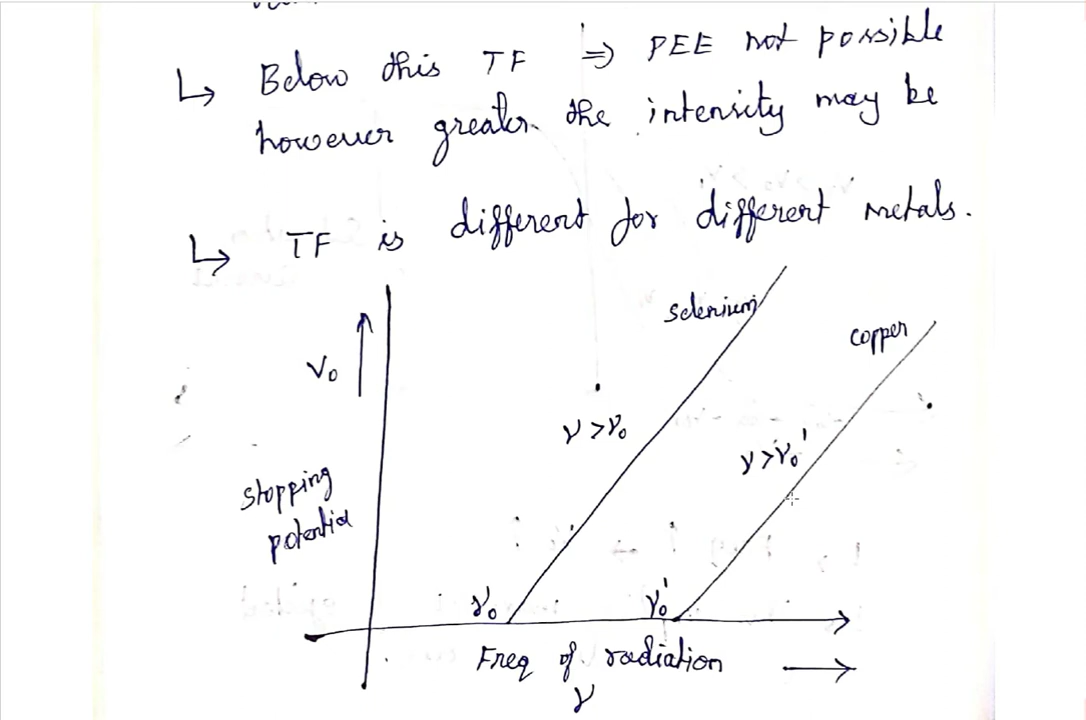 ↳ Below this TF ⇒ PEE not possible
however greater the intensity may be
↳ TF is different for different metals.
selenium
copper
V₀ ↑
ν > ν₀
ν > ν₀'
stopping
potential
ν₀ ν₀'
Freq of radiation →
ν